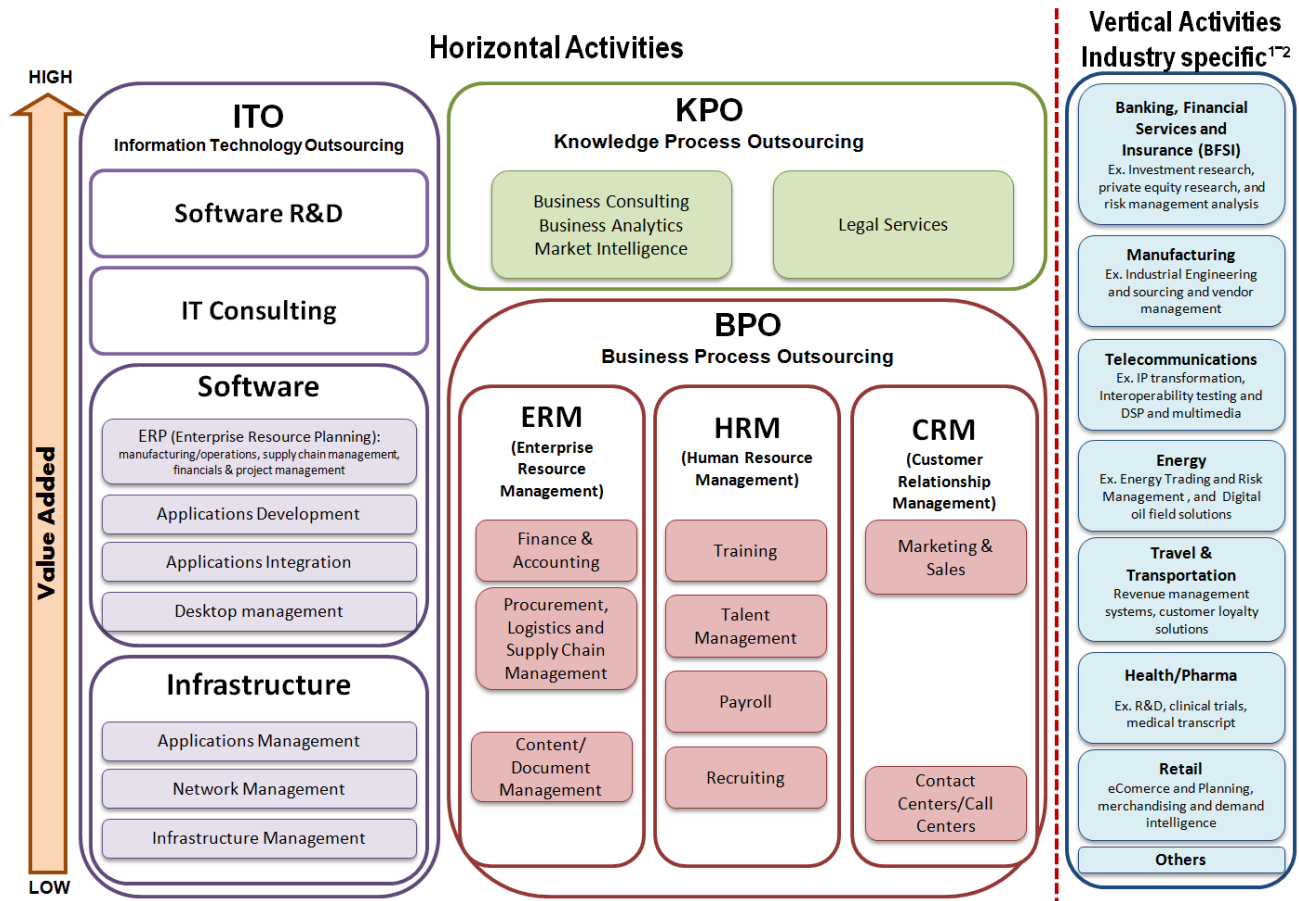 Horizontal Activities
Vertical Activities
Industry specific¹⁻²
HIGH
Value Added
LOW
ITO
Information Technology Outsourcing
Software R&D
IT Consulting
Software
ERP (Enterprise Resource Planning):
manufacturing/operations, supply chain management,
financials & project management
Applications Development
Applications Integration
Desktop management
Infrastructure
Applications Management
Network Management
Infrastructure Management
KPO
Knowledge Process Outsourcing
Business Consulting
Business Analytics
Market Intelligence
Legal Services
BPO
Business Process Outsourcing
ERM
(Enterprise
Resource
Management)
Finance &
Accounting
Procurement,
Logistics and
Supply Chain
Management
Content/
Document
Management
HRM
(Human Resource
Management)
Training
Talent
Management
Payroll
Recruiting
CRM
(Customer
Relationship
Management)
Marketing &
Sales
Contact
Centers/Call
Centers
Banking, Financial
Services and
Insurance (BFSI)
Ex. Investment research,
private equity research, and
risk management analysis
Manufacturing
Ex. Industrial Engineering
and sourcing and vendor
management
Telecommunications
Ex. IP transformation,
Interoperability testing and
DSP and multimedia
Energy
Ex. Energy Trading and Risk
Management , and Digital
oil field solutions
Travel &
Transportation
Revenue management
systems, customer loyalty
solutions
Health/Pharma
Ex. R&D, clinical trials,
medical transcript
Retail
eComerce and Planning,
merchandising and demand
intelligence
Others